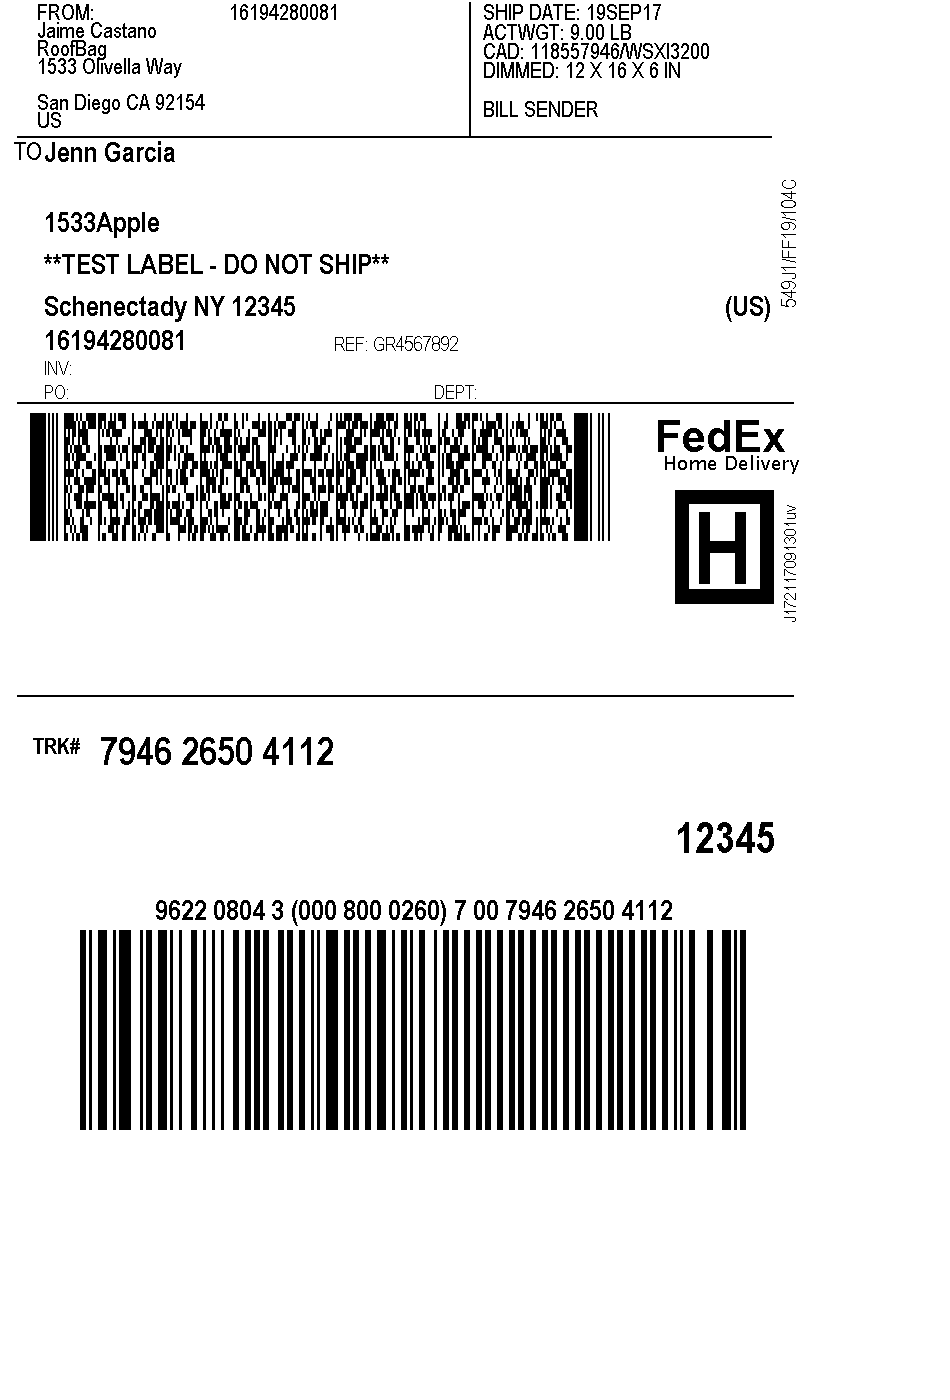 FROM: 16194280081
Jaime Castano
RoofBag
1533 Olivella Way
San Diego CA 92154
US
SHIP DATE: 19SEP17
ACTWGT: 9.00 LB
CAD: 118557946/WSXI3200
DIMMED: 12 X 16 X 6 IN
BILL SENDER
TO Jenn Garcia
1533Apple
**TEST LABEL - DO NOT SHIP**
Schenectady NY 12345 (US)
16194280081 REF: GR4567892
INV:
PO: DEPT:
549J1/FF19/104C
FedEx
Home Delivery
H
J172117091301uv
TRK# 7946 2650 4112
12345
9622 0804 3 (000 800 0260) 7 00 7946 2650 4112